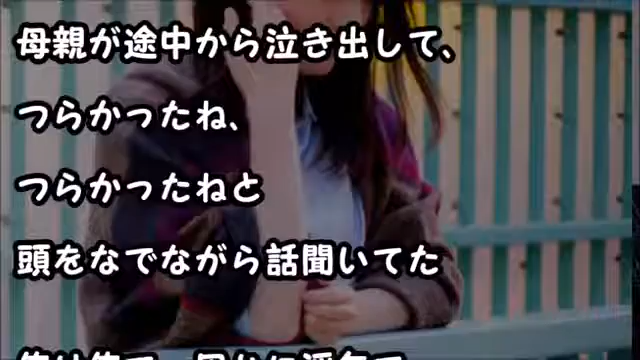 母親が途中から泣き出して、
つらかったね、
つらかったねと
頭をなでながら話聞いてた